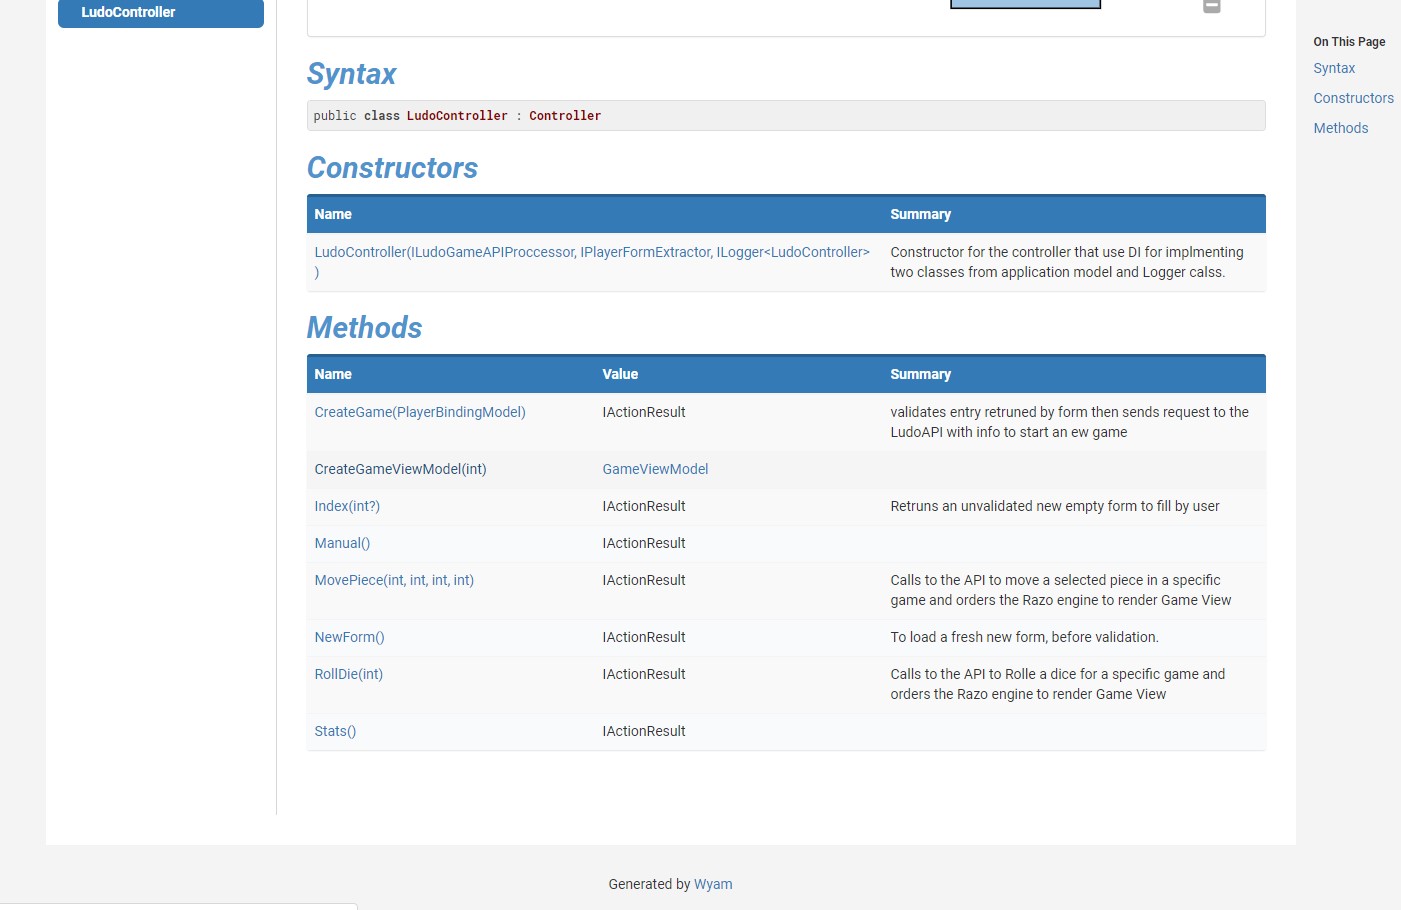 LudoController
On This Page
Syntax
Constructors
Methods
Syntax
public class LudoController : Controller
Constructors
Name Summary
LudoController(ILudoGameAPIProccessor, IPlayerFormExtractor, ILogger<LudoController> Constructor for the controller that use DI for implmenting
) two classes from application model and Logger calss.
Methods
Name Value Summary
CreateGame(PlayerBindingModel) IActionResult validates entry retruned by form then sends request to the
LudoAPI with info to start an ew game
CreateGameViewModel(int) GameViewModel
Index(int?) IActionResult Retruns an unvalidated new empty form to fill by user
Manual() IActionResult
MovePiece(int, int, int, int) IActionResult Calls to the API to move a selected piece in a specific
game and orders the Razo engine to render Game View
NewForm() IActionResult To load a fresh new form, before validation.
RollDie(int) IActionResult Calls to the API to Rolle a dice for a specific game and
orders the Razo engine to render Game View
Stats() IActionResult
Generated by Wyam